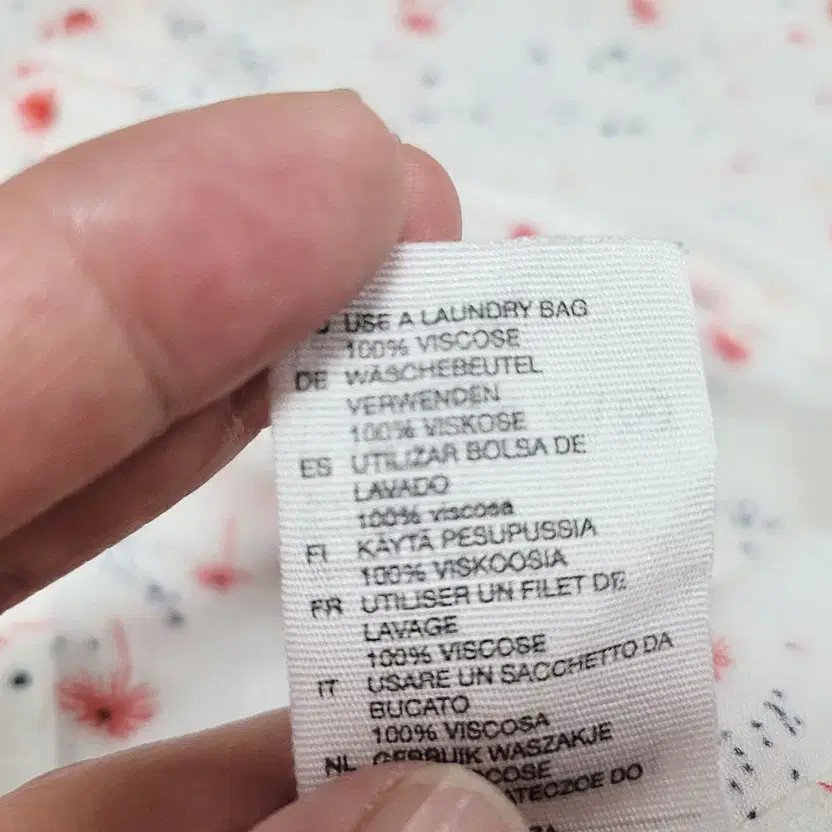 USE A LAUNDRY BAG
100% VISCOSE
DE WÄSCHEBEUTEL
VERWENDEN
100% VISKOSE
ES UTILIZAR BOLSA DE
LAVADO
100% viscosa
FI KÄYTÄ PESUPUSSIA
100% VISKOOSIA
FR UTILISER UN FILET DE
LAVAGE
100% VISCOSE
IT USARE UN SACCHETTO DA
BUCATO
100% VISCOSA
NL GEBRUIK WASZAKJE